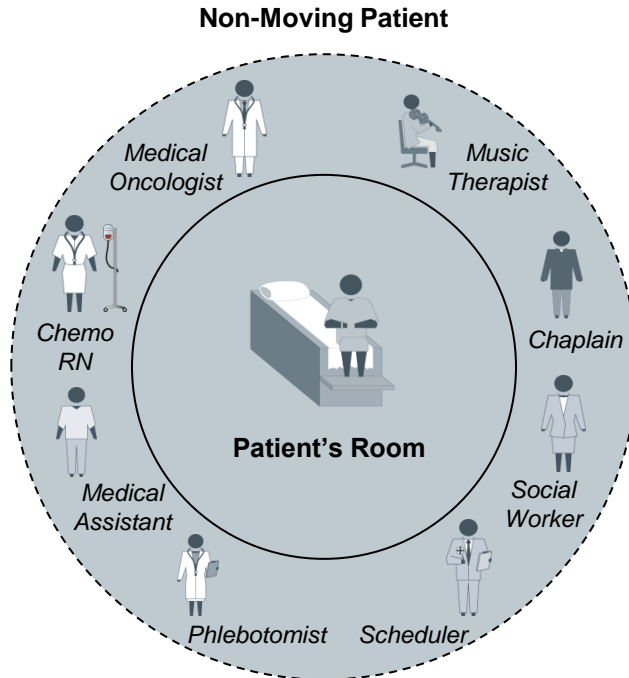 Non-Moving Patient
Medical
Oncologist
Music
Therapist
Chemo
RN
Chaplain
Patient’s Room
Medical
Assistant
Social
Worker
Phlebotomist
Scheduler